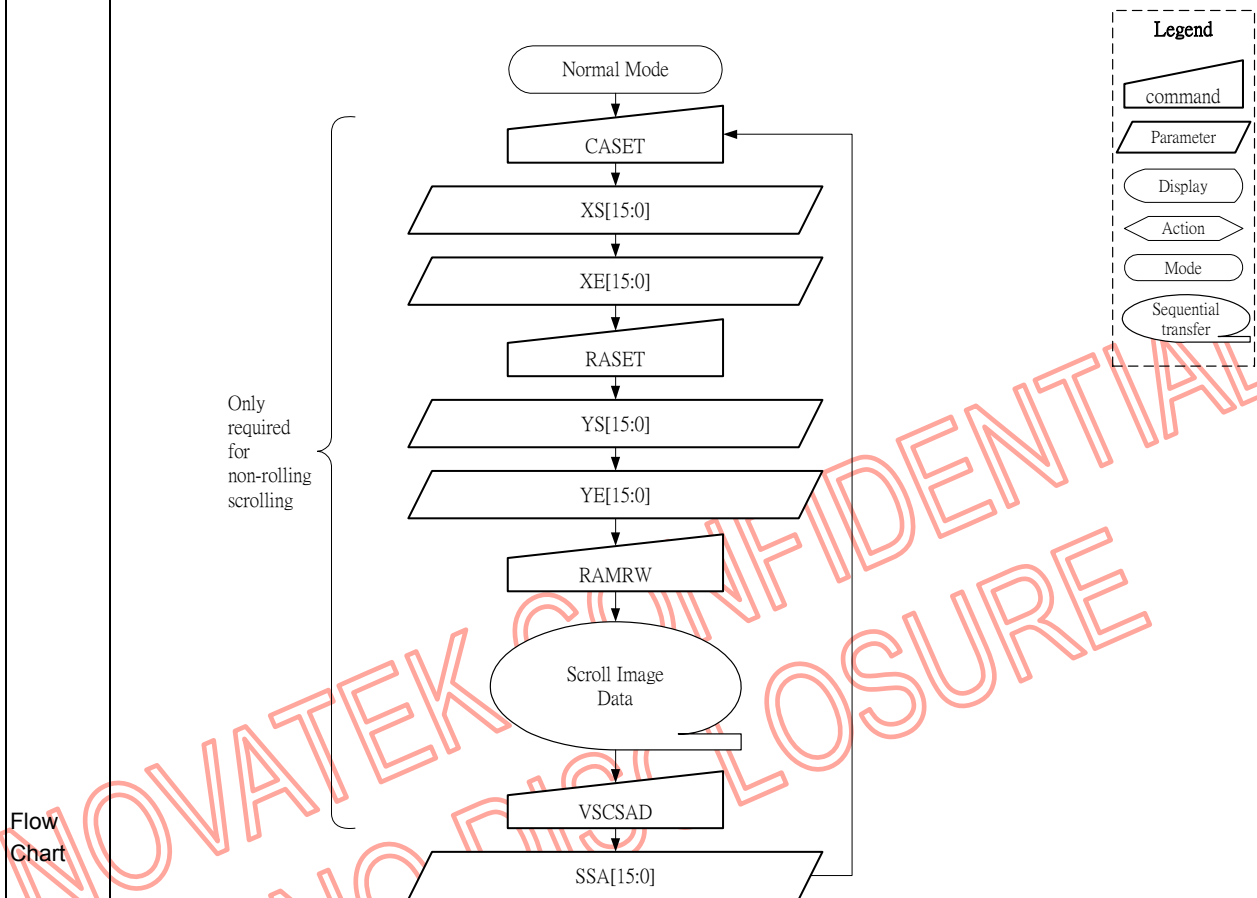 Legend
command
Parameter
Display
Action
Mode
Sequential
transfer
Normal Mode
CASET
XS[15:0]
XE[15:0]
RASET
YS[15:0]
YE[15:0]
RAMRW
Scroll Image
Data
VSCSAD
SSA[15:0]
Only
required
for
non-rolling
scrolling
Flow
Chart
NOVATEK CONFIDENTIAL
NO DISCLOSURE